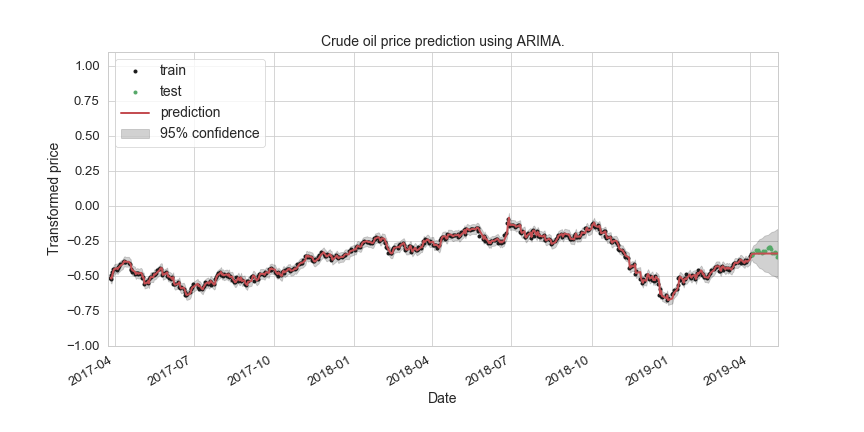 Crude oil price prediction using ARIMA.
1.00
0.75
0.50
0.25
0.00
−0.25
−0.50
−0.75
−1.00
Transformed price
train
test
prediction
95% confidence
2017-04
2017-07
2017-10
2018-01
2018-04
2018-07
2018-10
2019-01
2019-04
Date